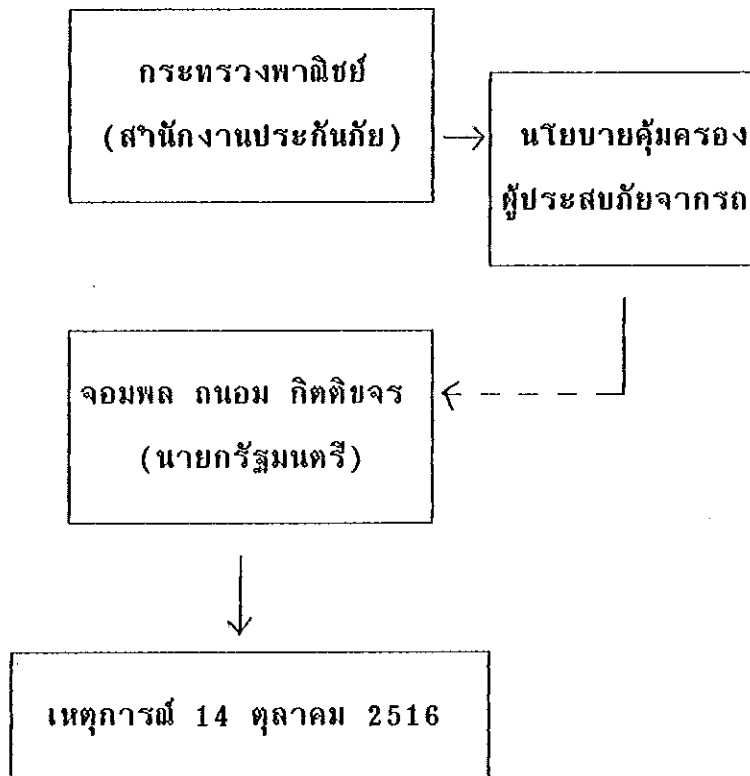 กระทรวงพาณิชย์
(สำนักงานประกันภัย)
นโยบายคุ้มครอง
ผู้ประสบภัยจากรถ
จอมพล ถนอม กิตติขจร
(นายกรัฐมนตรี)
เหตุการณ์ 14 ตุลาคม 2516